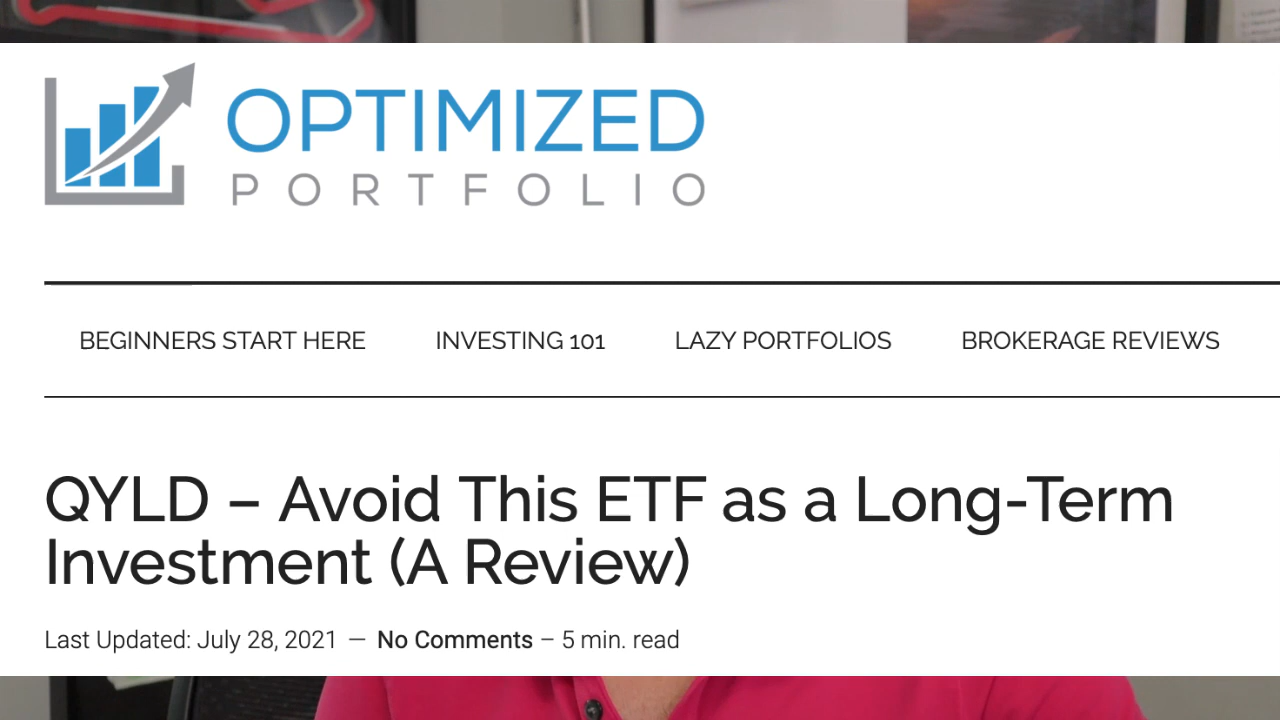 OPTIMIZED
PORTFOLIO
BEGINNERS START HERE INVESTING 101 LAZY PORTFOLIOS BROKERAGE REVIEWS
QYLD – Avoid This ETF as a Long-Term
Investment (A Review)
Last Updated: July 28, 2021 — No Comments – 5 min. read